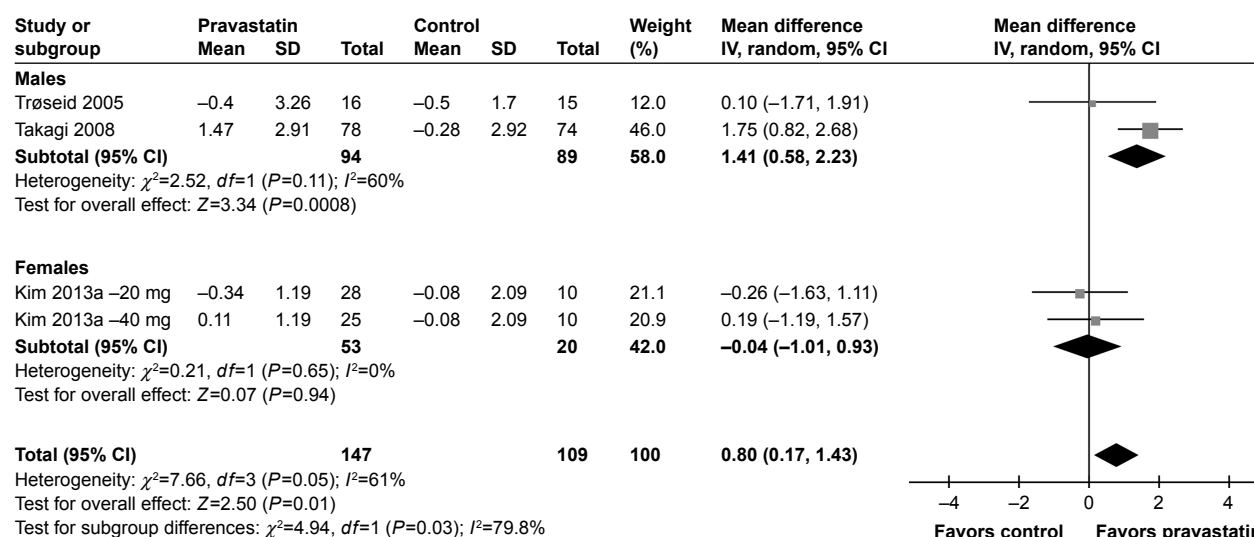 Study or Pravastatin Control Weight Mean difference Mean difference
subgroup Mean SD Total Mean SD Total (%) IV, random, 95% CI IV, random, 95% CI
Males
Trøseid 2005 –0.4 3.26 16 –0.5 1.7 15 12.0 0.10 (–1.71, 1.91)
Takagi 2008 1.47 2.91 78 –0.28 2.92 74 46.0 1.75 (0.82, 2.68)
Subtotal (95% CI) 94 89 58.0 1.41 (0.58, 2.23)
Heterogeneity: χ²=2.52, df=1 (P=0.11); I²=60%
Test for overall effect: Z=3.34 (P=0.0008)
Females
Kim 2013a –20 mg –0.34 1.19 28 –0.08 2.09 10 21.1 –0.26 (–1.63, 1.11)
Kim 2013a –40 mg 0.11 1.19 25 –0.08 2.09 10 20.9 0.19 (–1.19, 1.57)
Subtotal (95% CI) 53 20 42.0 –0.04 (–1.01, 0.93)
Heterogeneity: χ²=0.21, df=1 (P=0.65); I²=0%
Test for overall effect: Z=0.07 (P=0.94)
Total (95% CI) 147 109 100 0.80 (0.17, 1.43)
Heterogeneity: χ²=7.66, df=3 (P=0.05); I²=61%
Test for overall effect: Z=2.50 (P=0.01)
Test for subgroup differences: χ²=4.94, df=1 (P=0.03); I²=79.8%
–4 –2 0 2 4
Favors control Favors pravastatin